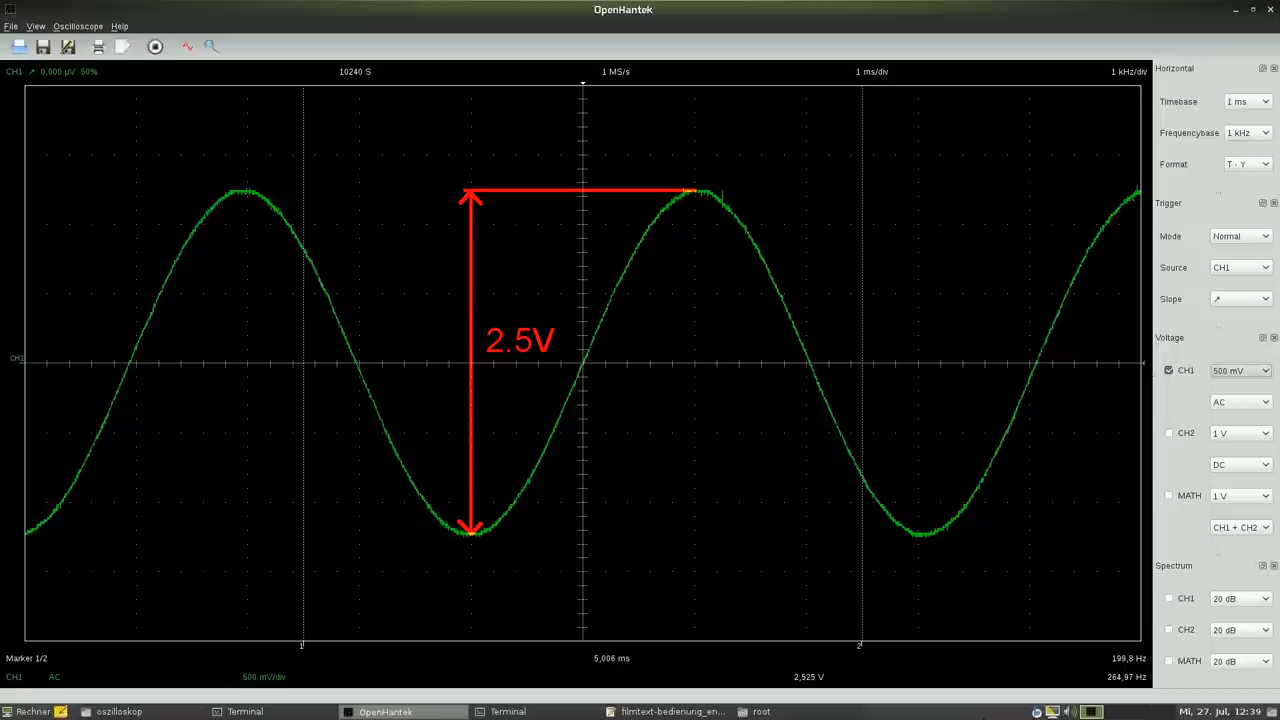 OpenHantek
File View Oscilloscope Help
CH1 ↗ 0,000 µV 50% 10240 S 1 MS/s 1 ms/div 1 kHz/div
Horizontal
Timebase 1 ms
Frequencybase 1 kHz
Format T - Y
Trigger
Mode Normal
Source CH1
Slope ↗
Voltage
CH1 500 mV
AC
CH2 1 V
DC
MATH 1 V
CH1 + CH2
Spectrum
CH1 20 dB
CH2 20 dB
MATH 20 dB
CH1
2.5V
1 2
Marker 1/2 5,006 ms 199,8 Hz
CH1 AC 500 mV/div 2,525 V 264,97 Hz
Rechner oszilloskop Terminal OpenHantek Terminal filmtext-bedienung_en... root Mi, 27. Jul, 12:39